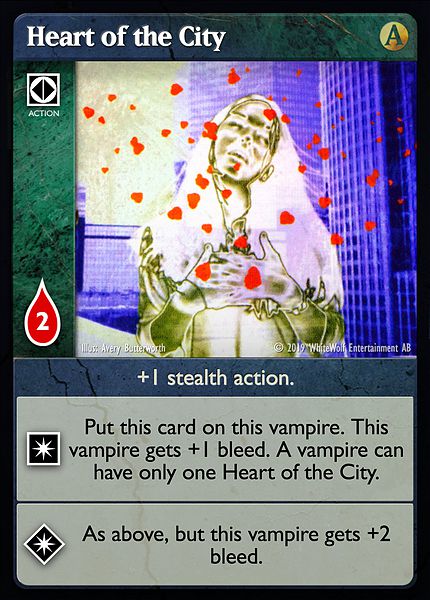 Heart of the City
A
ACTION
2
Illus: Avery Butterworth
© 2019 WhiteWolf Entertainment AB
+1 stealth action.
Put this card on this vampire. This
vampire gets +1 bleed. A vampire can
have only one Heart of the City.
As above, but this vampire gets +2
bleed.